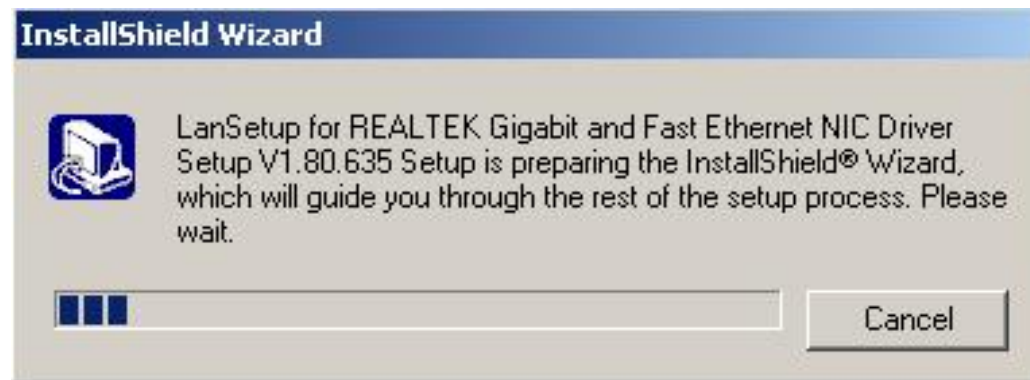 InstallShield Wizard
LanSetup for REALTEK Gigabit and Fast Ethernet NIC Driver
Setup V1.80.635 Setup is preparing the InstallShield® Wizard,
which will guide you through the rest of the setup process. Please
wait.
Cancel